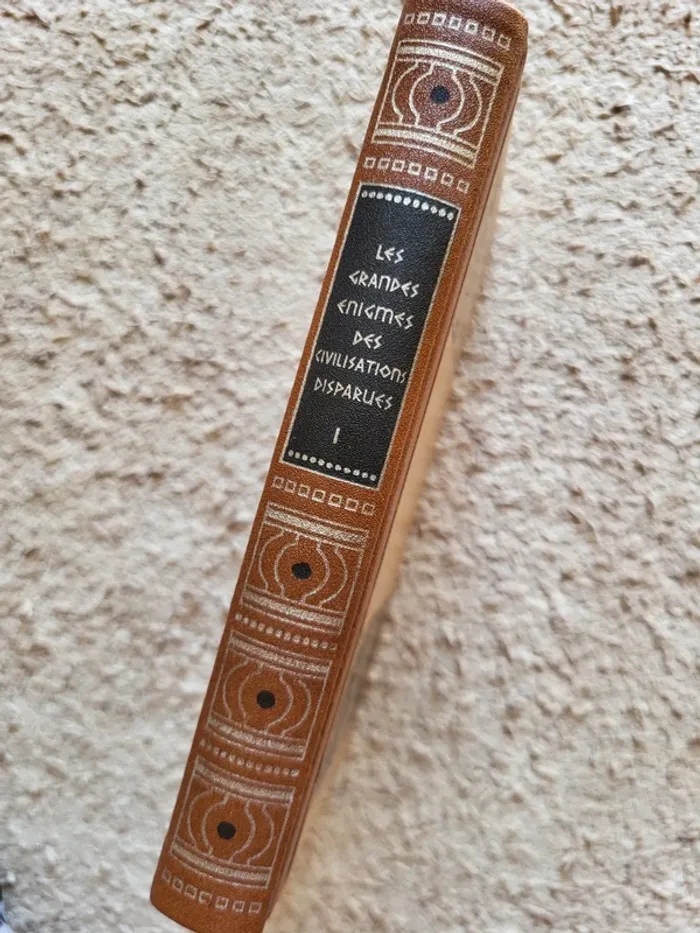 LES
GRANDES
ENIGMES
DES
CIVILISATIONS
DISPARUES
I